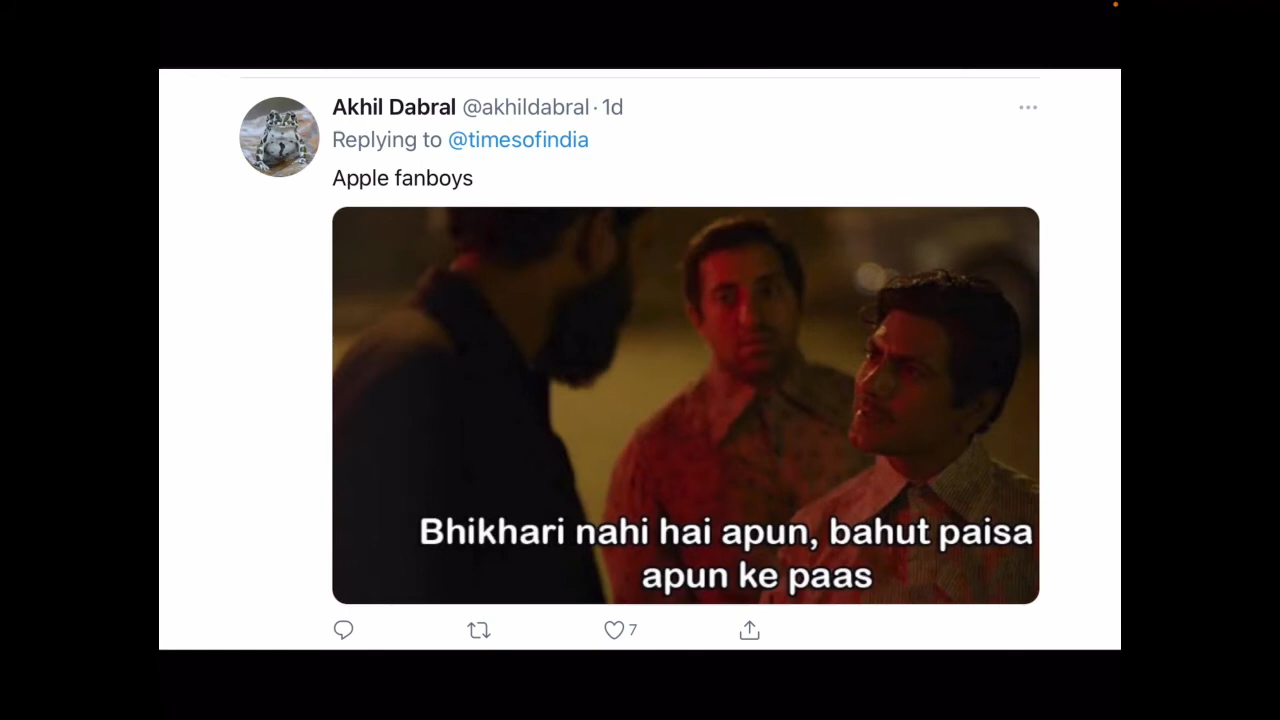 Akhil Dabral @akhildabral · 1d
Replying to @timesofindia
Apple fanboys
Bhikhari nahi hai apun, bahut paisa
apun ke paas
7